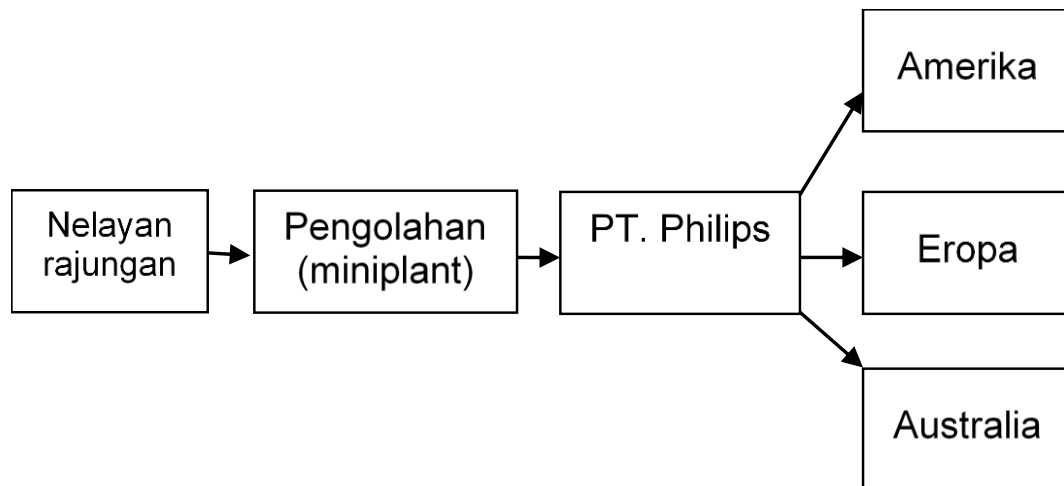 Nelayan
rajungan
Pengolahan
(miniplant)
PT. Philips
Amerika
Eropa
Australia